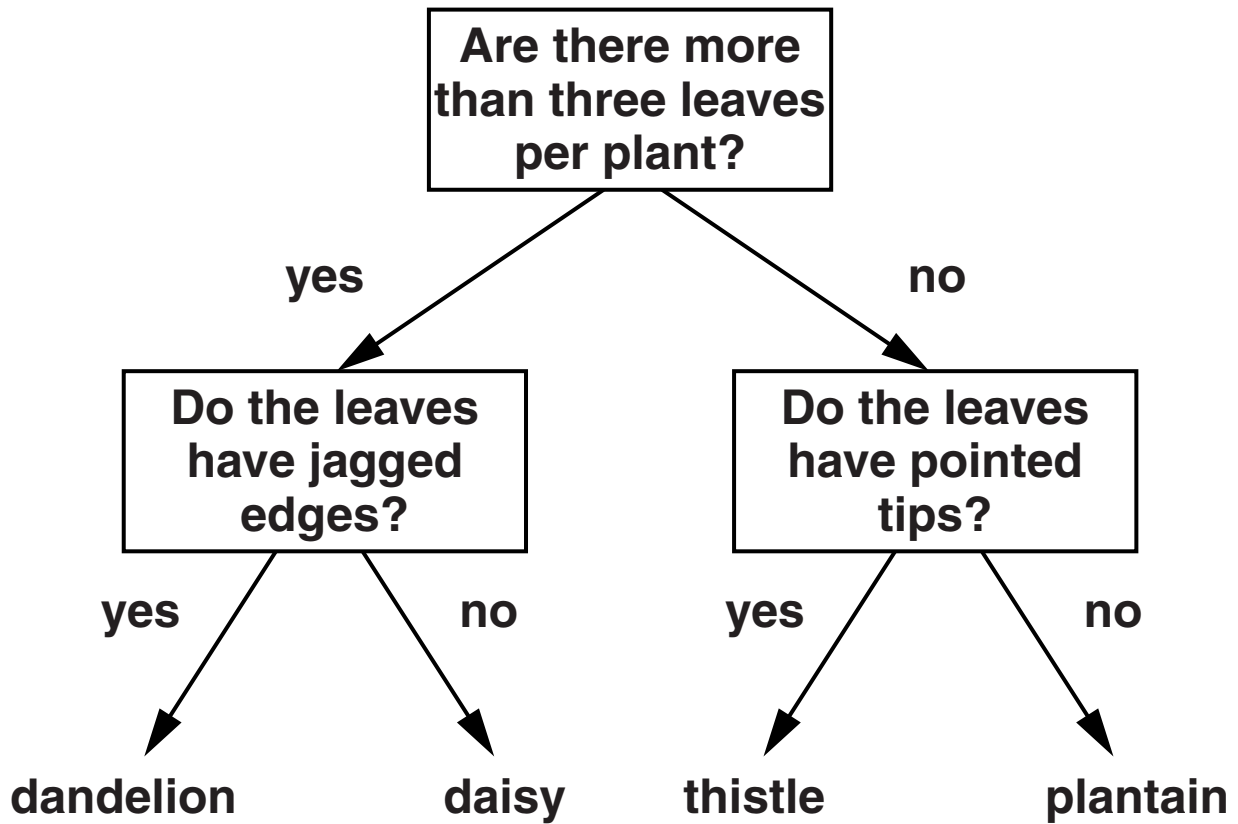 Are there more
than three leaves
per plant?
yes
no
Do the leaves
have jagged
edges?
Do the leaves
have pointed
tips?
yes
no
yes
no
dandelion
daisy
thistle
plantain